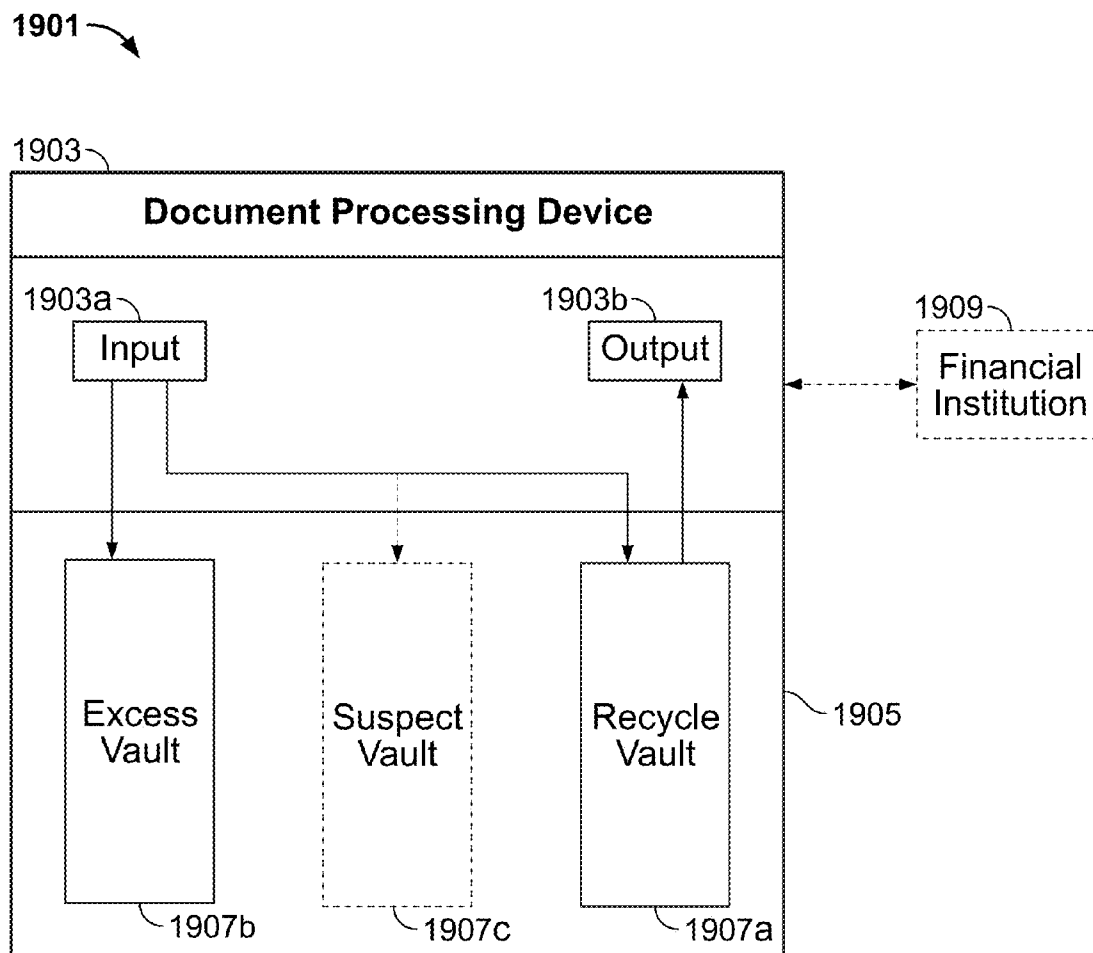 1901
1903
Document Processing Device
1903a
1903b
1909
Input
Output
Financial
Institution
Excess
Vault
Suspect
Vault
Recycle
Vault
1905
1907b
1907c
1907a